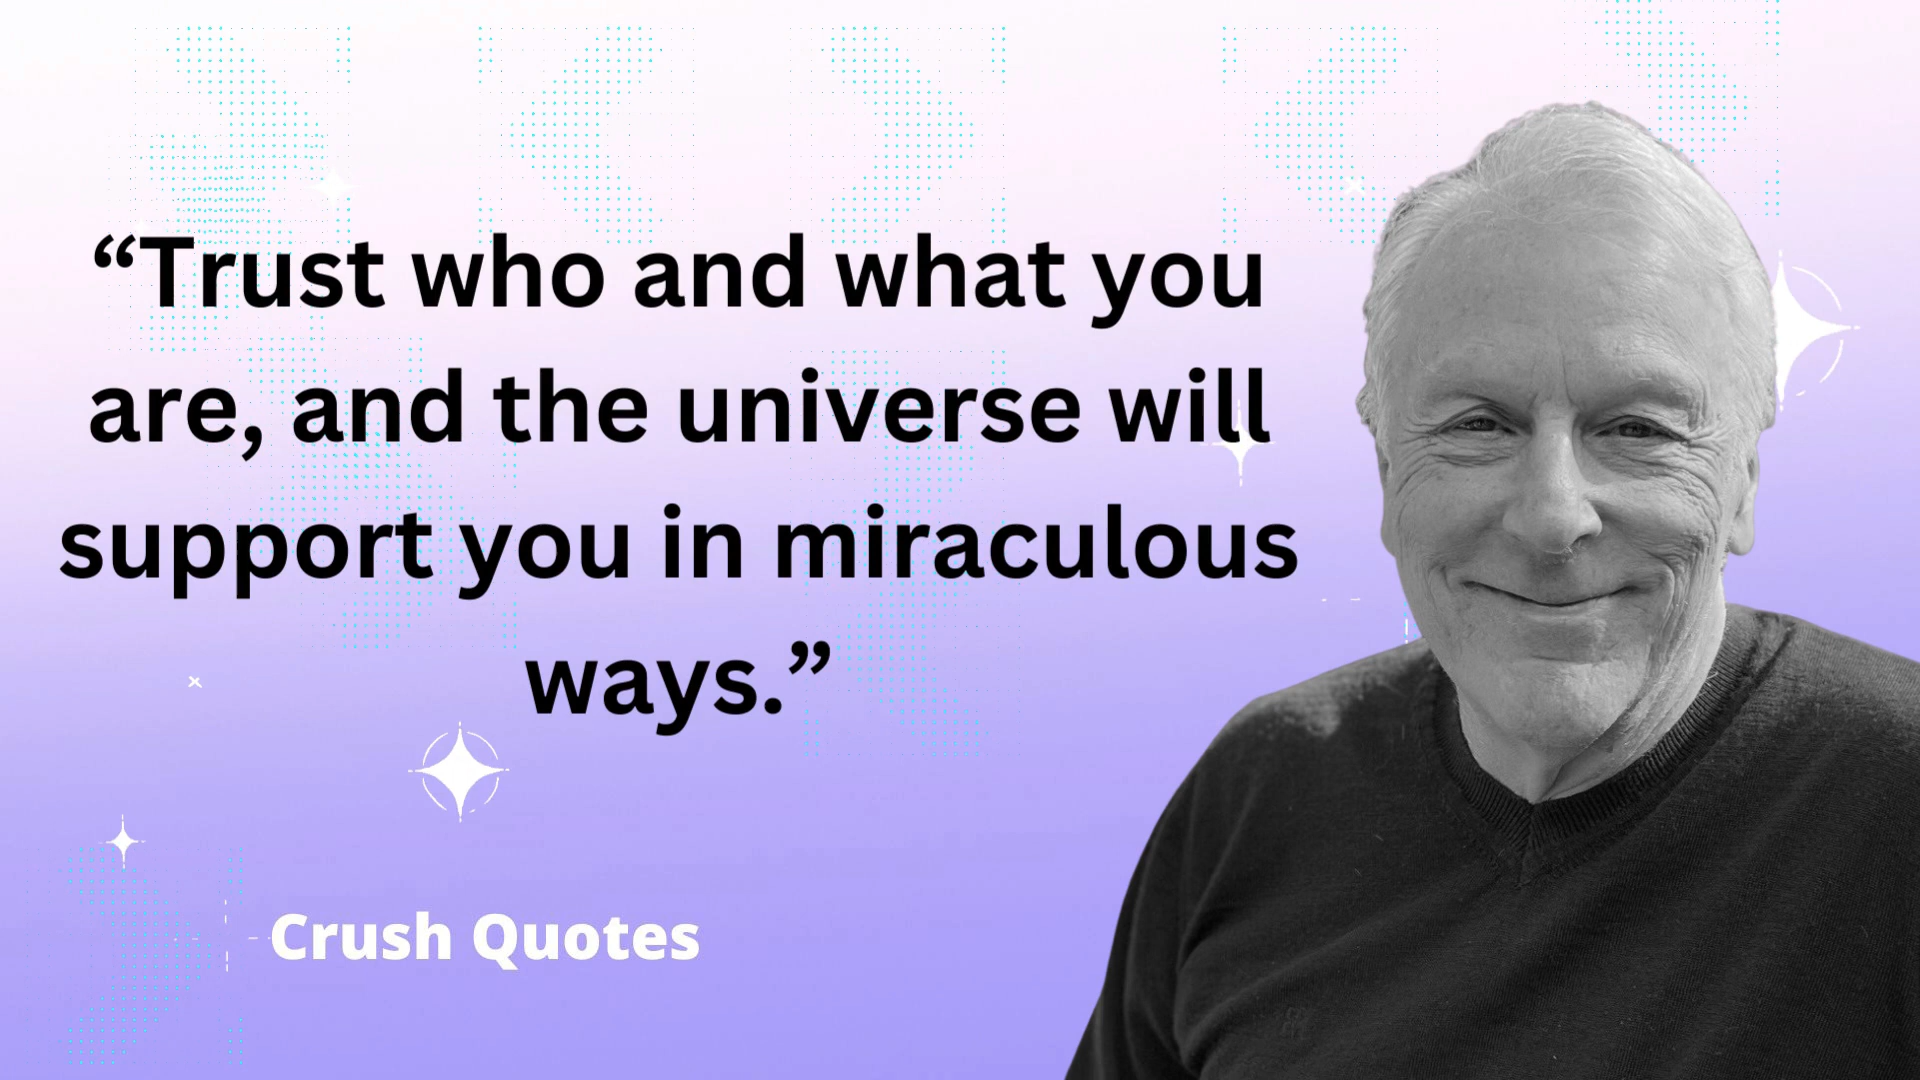 “Trust who and what you
are, and the universe will
support you in miraculous
ways.”
Crush Quotes